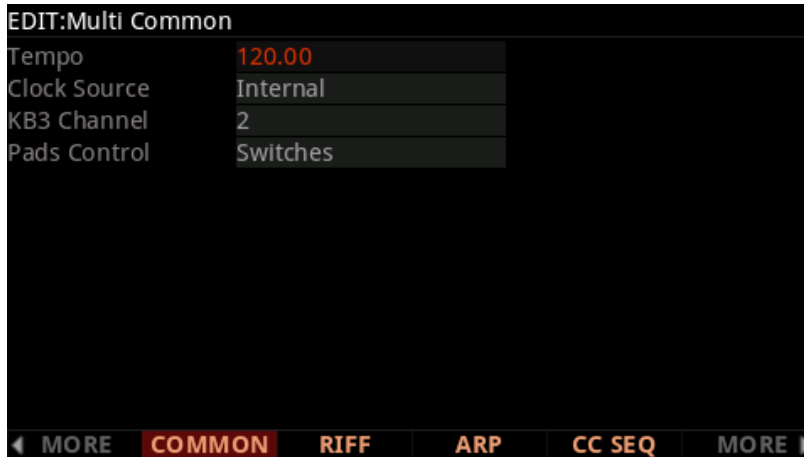 EDIT:Multi Common
Tempo 120.00
Clock Source Internal
KB3 Channel 2
Pads Control Switches
MORE COMMON RIFF ARP CC SEQ MORE